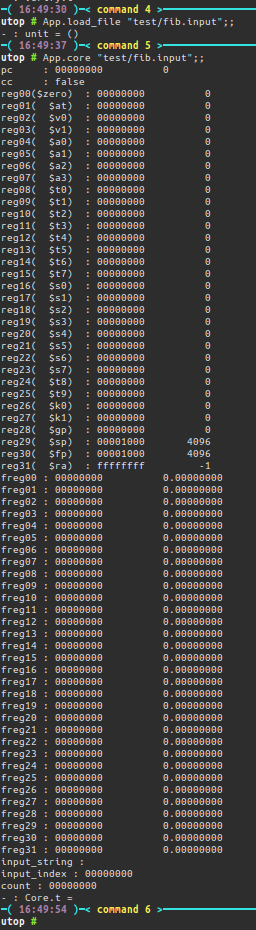 ─( 16:49:30 )─< command 4 >─
utop # App.load_file "test/fib.input";;
- : unit = ()
─( 16:49:37 )─< command 5 >─
utop # App.core "test/fib.input";;
pc     : 00000000          0
cc     : false
reg00($zero)  : 00000000          0
reg01(  $at)  : 00000000          0
reg02(  $v0)  : 00000000          0
reg03(  $v1)  : 00000000          0
reg04(  $a0)  : 00000000          0
reg05(  $a1)  : 00000000          0
reg06(  $a2)  : 00000000          0
reg07(  $a3)  : 00000000          0
reg08(  $t0)  : 00000000          0
reg09(  $t1)  : 00000000          0
reg10(  $t2)  : 00000000          0
reg11(  $t3)  : 00000000          0
reg12(  $t4)  : 00000000          0
reg13(  $t5)  : 00000000          0
reg14(  $t6)  : 00000000          0
reg15(  $t7)  : 00000000          0
reg16(  $s0)  : 00000000          0
reg17(  $s1)  : 00000000          0
reg18(  $s2)  : 00000000          0
reg19(  $s3)  : 00000000          0
reg20(  $s4)  : 00000000          0
reg21(  $s5)  : 00000000          0
reg22(  $s6)  : 00000000          0
reg23(  $s7)  : 00000000          0
reg24(  $t8)  : 00000000          0
reg25(  $t9)  : 00000000          0
reg26(  $k0)  : 00000000          0
reg27(  $k1)  : 00000000          0
reg28(  $gp)  : 00000000          0
reg29(  $sp)  : 00001000       4096
reg30(  $fp)  : 00001000       4096
reg31(  $ra)  : ffffffff         -1
freg00 : 00000000         0.00000000
freg01 : 00000000         0.00000000
freg02 : 00000000         0.00000000
freg03 : 00000000         0.00000000
freg04 : 00000000         0.00000000
freg05 : 00000000         0.00000000
freg06 : 00000000         0.00000000
freg07 : 00000000         0.00000000
freg08 : 00000000         0.00000000
freg09 : 00000000         0.00000000
freg10 : 00000000         0.00000000
freg11 : 00000000         0.00000000
freg12 : 00000000         0.00000000
freg13 : 00000000         0.00000000
freg14 : 00000000         0.00000000
freg15 : 00000000         0.00000000
freg16 : 00000000         0.00000000
freg17 : 00000000         0.00000000
freg18 : 00000000         0.00000000
freg19 : 00000000         0.00000000
freg20 : 00000000         0.00000000
freg21 : 00000000         0.00000000
freg22 : 00000000         0.00000000
freg23 : 00000000         0.00000000
freg24 : 00000000         0.00000000
freg25 : 00000000         0.00000000
freg26 : 00000000         0.00000000
freg27 : 00000000         0.00000000
freg28 : 00000000         0.00000000
freg29 : 00000000         0.00000000
freg30 : 00000000         0.00000000
freg31 : 00000000         0.00000000
input_string :
input_index : 00000000
count : 00000000
- : Core.t =
─( 16:49:54 )─< command 6 >─
utop #